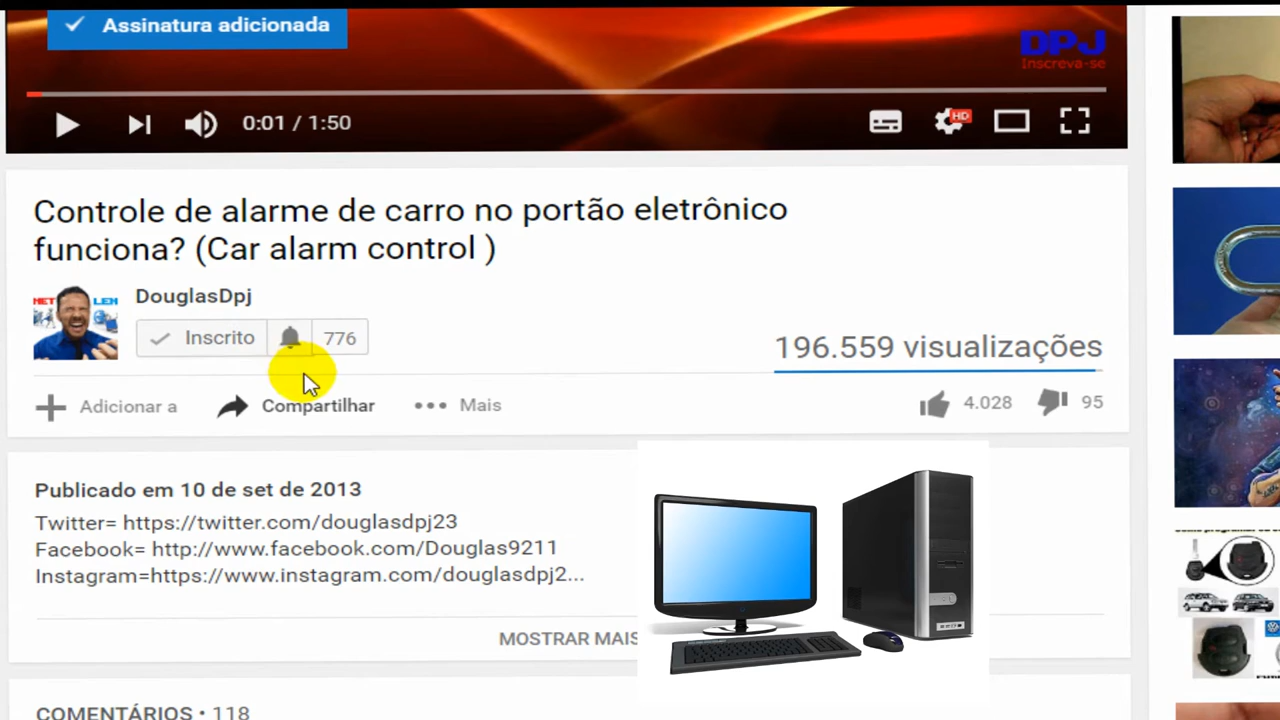 Assinatura adicionada
DPJ
Inscreva-se
0:01 / 1:50
HD
Controle de alarme de carro no portão eletrônico
funciona? (Car alarm control )
DouglasDpj
Inscrito 776
196.559 visualizações
Adicionar a Compartilhar Mais 4.028 95
Publicado em 10 de set de 2013
Twitter= https://twitter.com/douglasdpj23
Facebook= http://www.facebook.com/Douglas9211
Instagram=https://www.instagram.com/douglasdpj2...
MOSTRAR MAIS
COMENTÁRIOS • 118